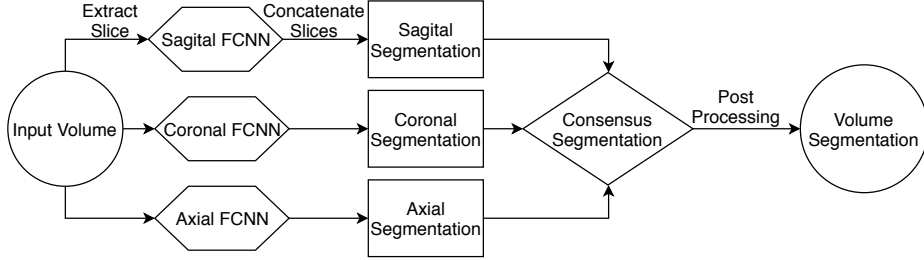 Extract
Slice
Sagital FCNN
Concatenate
Slices
Sagital
Segmentation
Input Volume
Coronal FCNN
Coronal
Segmentation
Consensus
Segmentation
Post
Processing
Volume
Segmentation
Axial FCNN
Axial
Segmentation